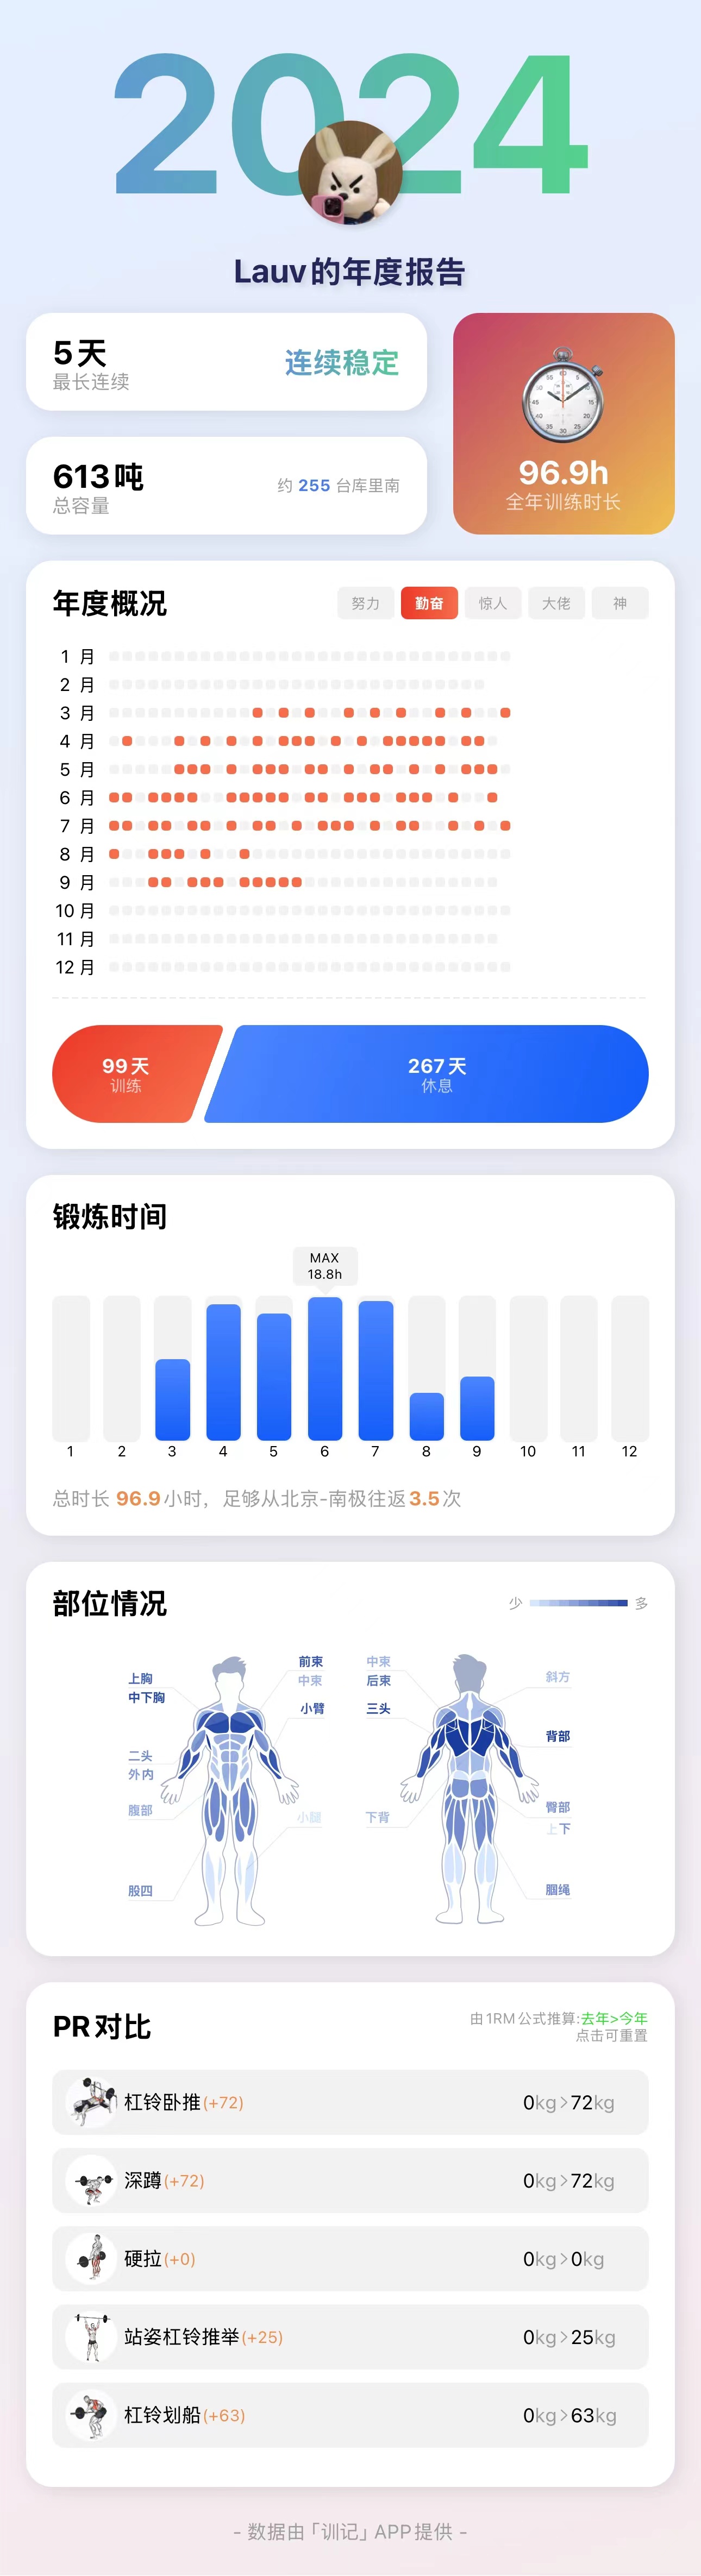 2024
Lauv的年度报告
5天
最长连续
连续稳定
613吨
总容量
约 255 台库里南
96.9h
全年训练时长
年度概况
努力 勤奋 惊人 大佬 神
1 月
2 月
3 月
4 月
5 月
6 月
7 月
8 月
9 月
10 月
11 月
12 月
99天
训练
267天
休息
锻炼时间
MAX
18.8h
1 2 3 4 5 6 7 8 9 10 11 12
总时长 96.9小时，足够从北京-南极往返3.5次
部位情况
少 多
上胸
中下胸
二头
外内
腹部
股四
前束
中束
小臂
小腿
中束
后束
三头
下背
斜方
背部
臀部
上下
腘绳
PR对比
由1RM公式推算:去年>今年
点击可重置
杠铃卧推(+72) 0kg>72kg
深蹲(+72) 0kg>72kg
硬拉(+0) 0kg>0kg
站姿杠铃推举(+25) 0kg>25kg
杠铃划船(+63) 0kg>63kg
- 数据由「训记」APP提供 -